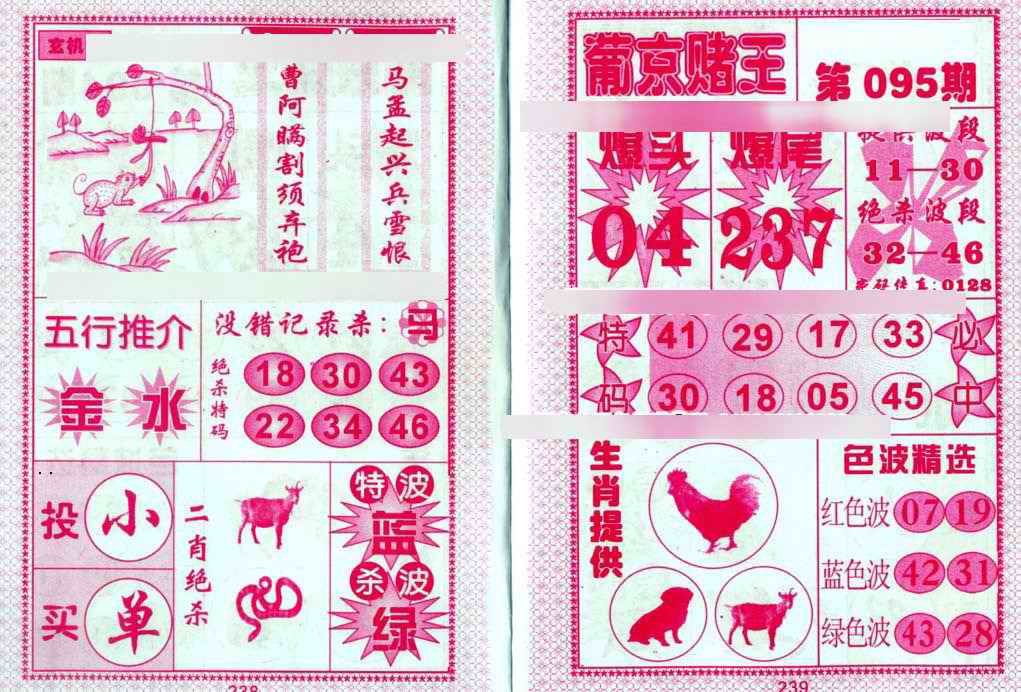 玄机
曹阿瞒割须弃袍
马孟起兴兵雪恨
五行推介
金 水
没错记录杀：马
绝杀特码
18 30 43
22 34 46
投 小
买 单
二肖绝杀
特波
蓝
杀波
绿
238
葡京赌王
第 095期
爆头
04
爆尾
237
提供波段
11—30
绝杀波段
32—46
:0128
特码
41 29 17 33
30 18 05 45
必中
生肖提供
色波精选
红色波 07 19
蓝色波 42 31
绿色波 43 28
239